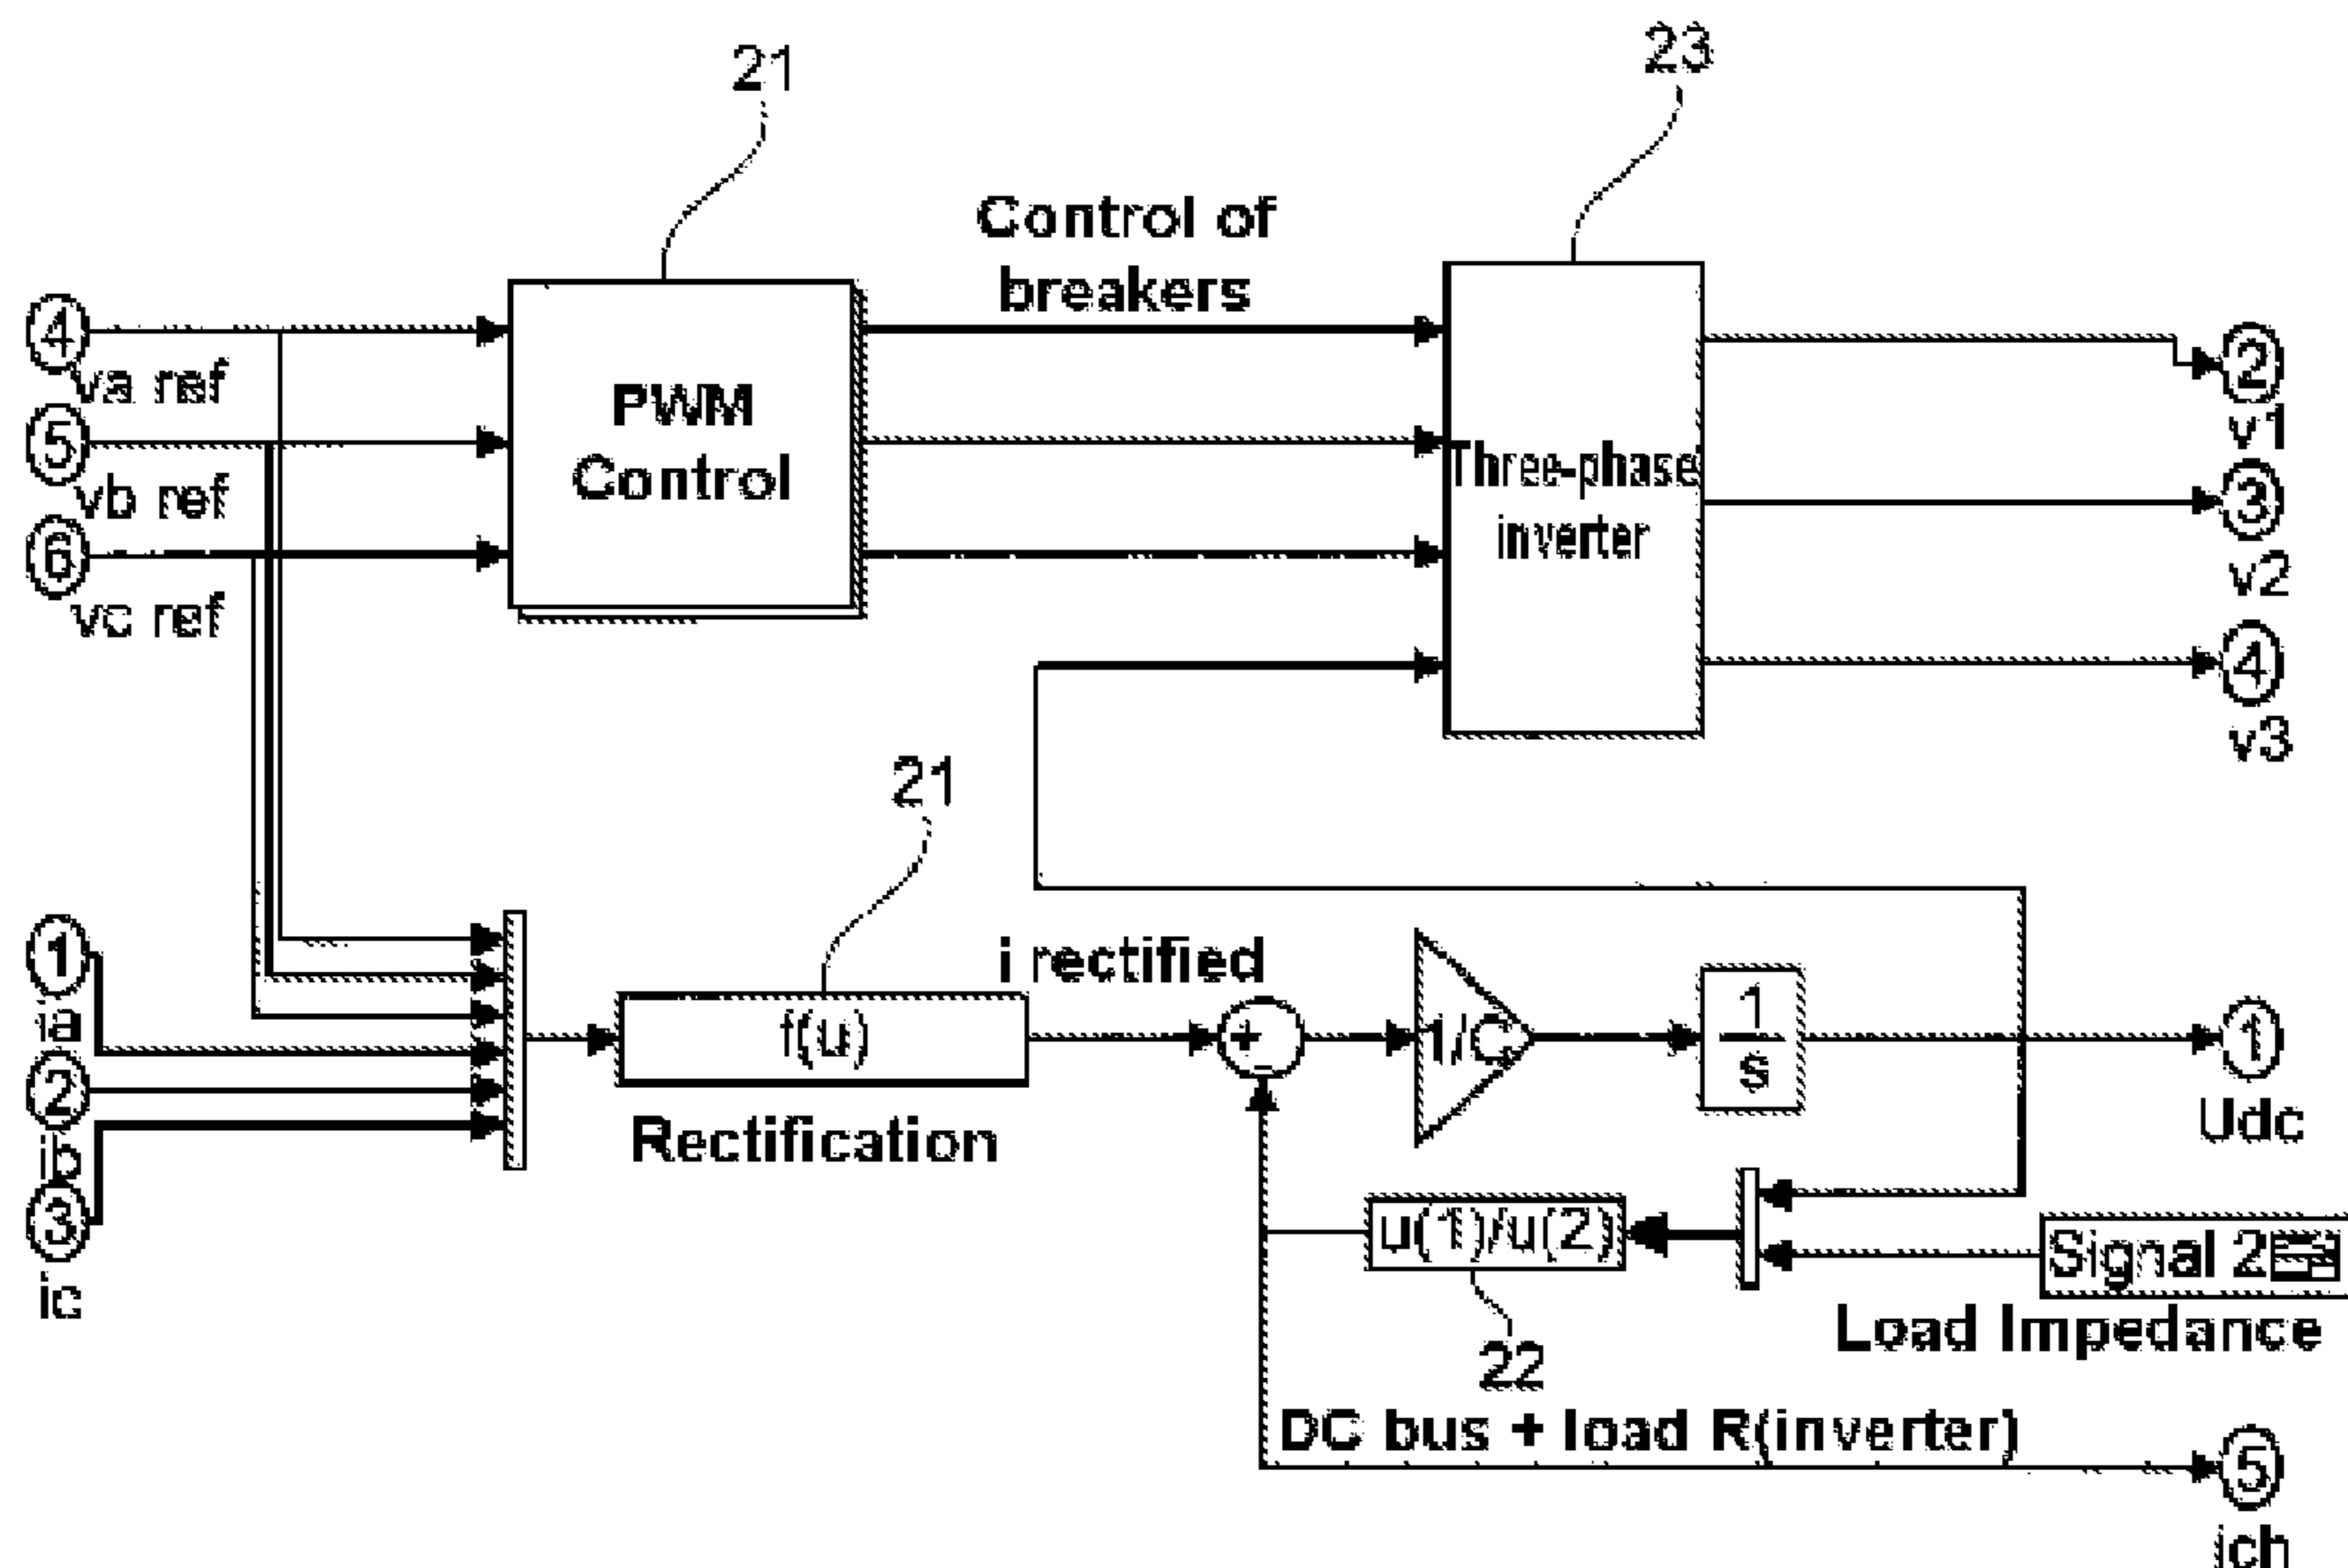 21
23
Control of
breakers
4
va ref
5
vb ref
6
vc ref
PWM
Control
Three-phase
inverter
2
v1
3
v2
4
v3
21
1
ia
2
ib
3
ic
i rectified
f(u)
Rectification
+
-
1/C
1
s
1
Udc
u(1)/u(2)
Signal 2
Load Impedance
22
DC bus + load R(inverter)
5
ich